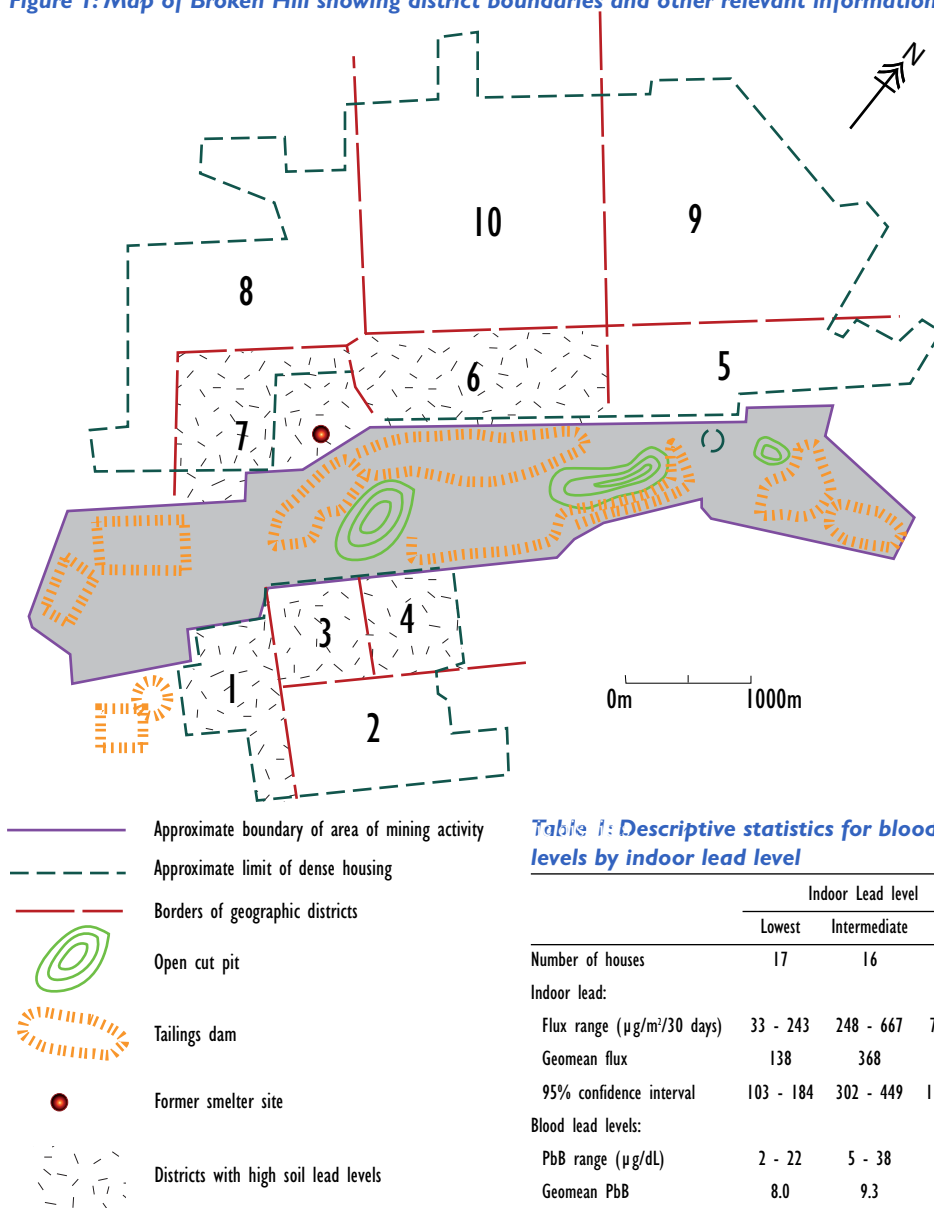 Figure 1: Map of Broken Hill showing district boundaries and other relevant information
N
10
9
8
6
5
7
3
4
1
2
0m 1000m
Approximate boundary of area of mining activity
Approximate limit of dense housing
Borders of geographic districts
Open cut pit
Tailings dam
Former smelter site
Districts with high soil lead levels
Table 1: Descriptive statistics for blood
levels by indoor lead level
Indoor Lead level
Lowest Intermediate
Number of houses 17 16
Indoor lead:
Flux range (µg/m²/30 days) 33 - 243 248 - 667 7
Geomean flux 138 368
95% confidence interval 103 - 184 302 - 449 1
Blood lead levels:
PbB range (µg/dL) 2 - 22 5 - 38
Geomean PbB 8.0 9.3